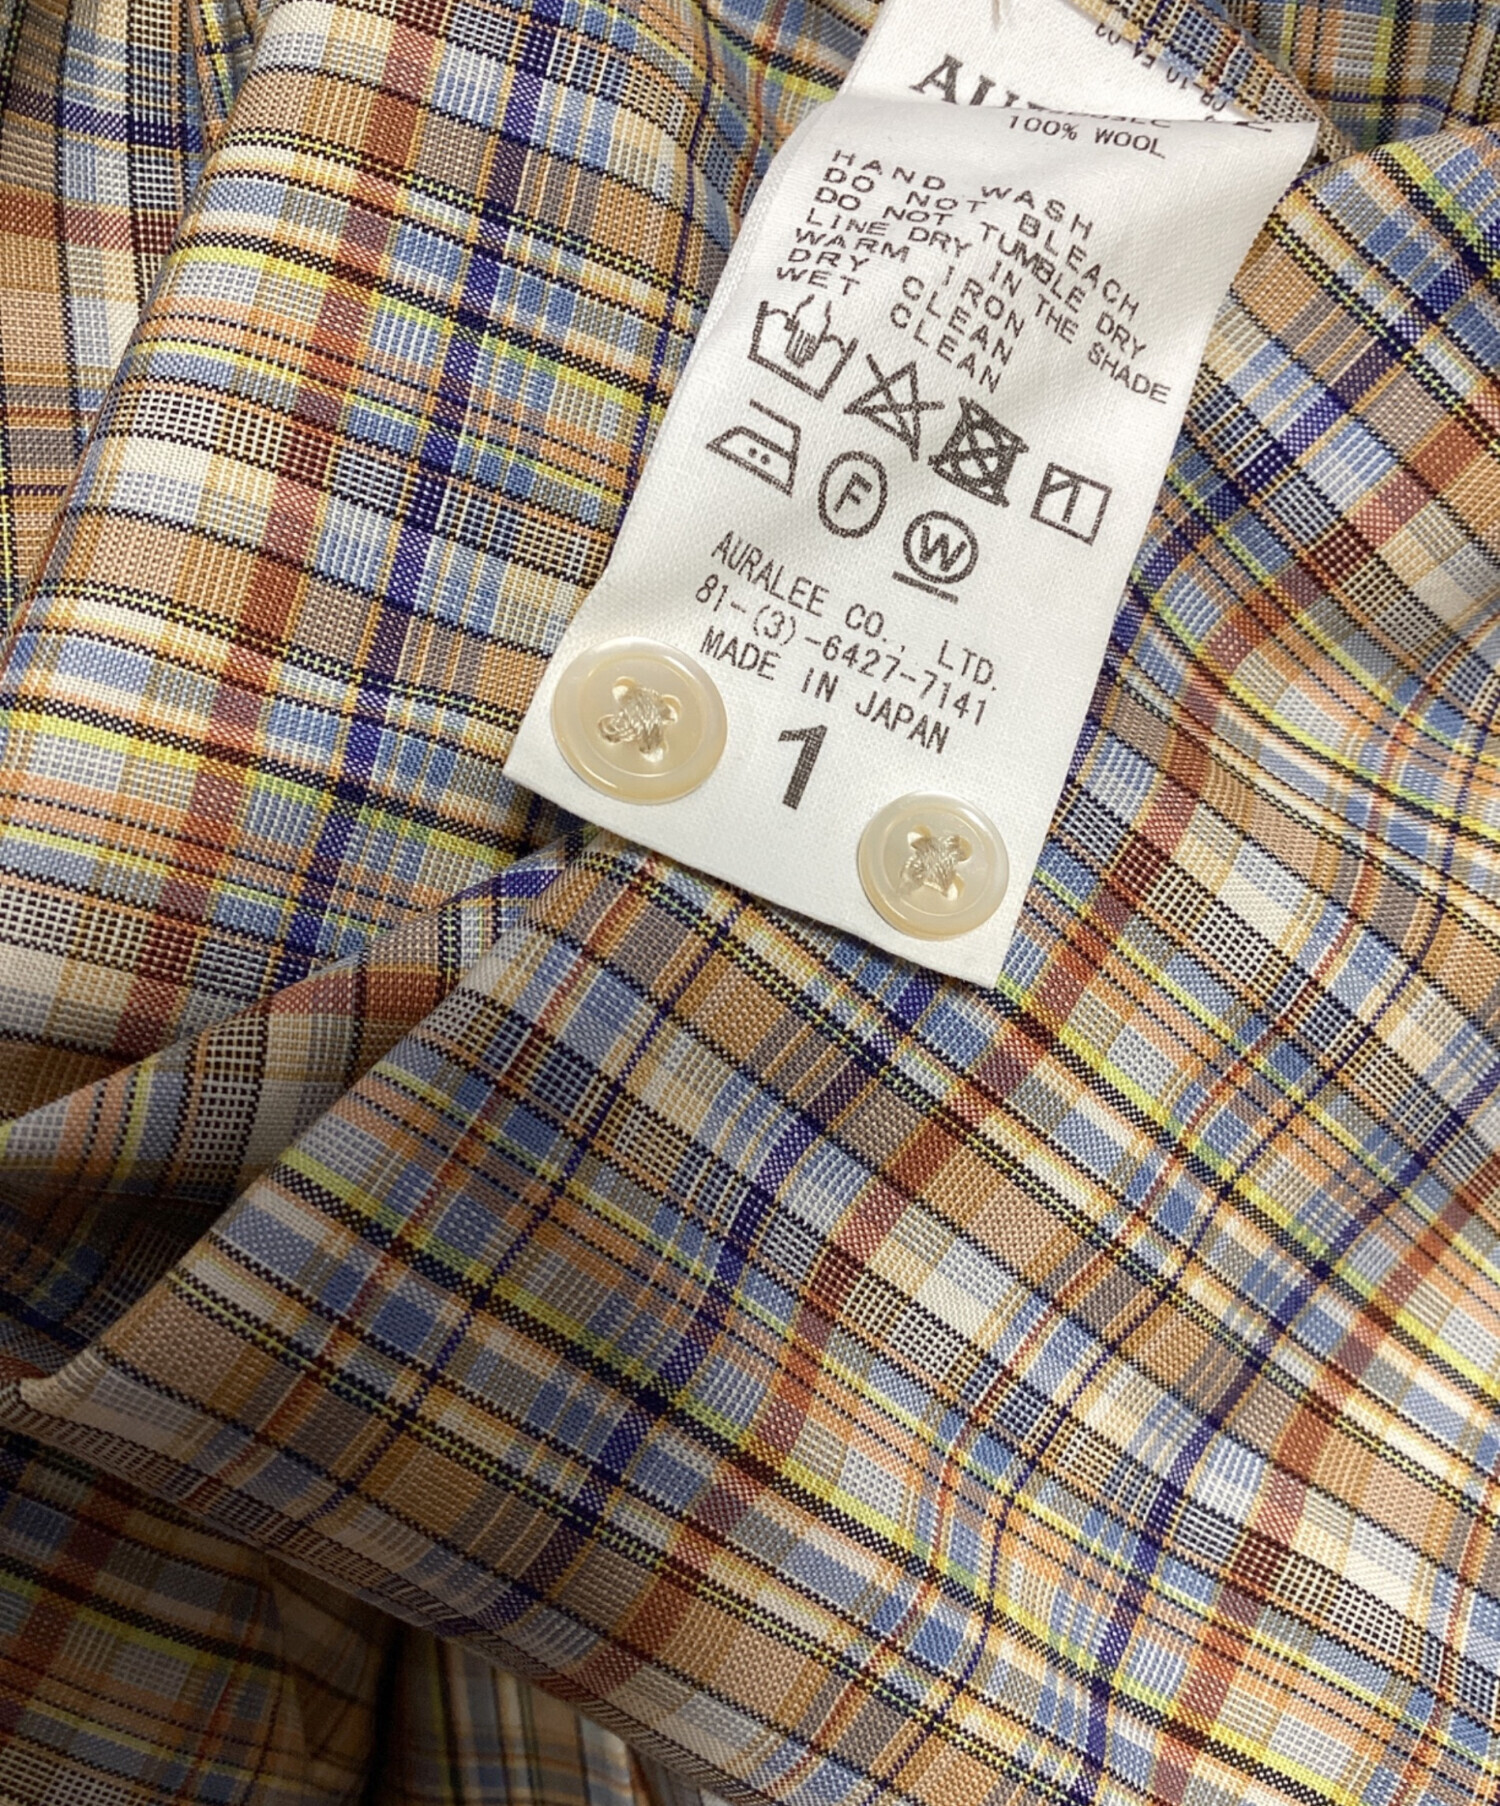 100% WOOL
HAND WASH
DO NOT BLEACH
DO NOT TUMBLE DRY
LINE DRY IN THE SHADE
WARM IRON
DRY CLEAN
WET CLEAN
F
W
AURALEE CO., LTD.
81-(3)-6427-7141
MADE IN JAPAN
1